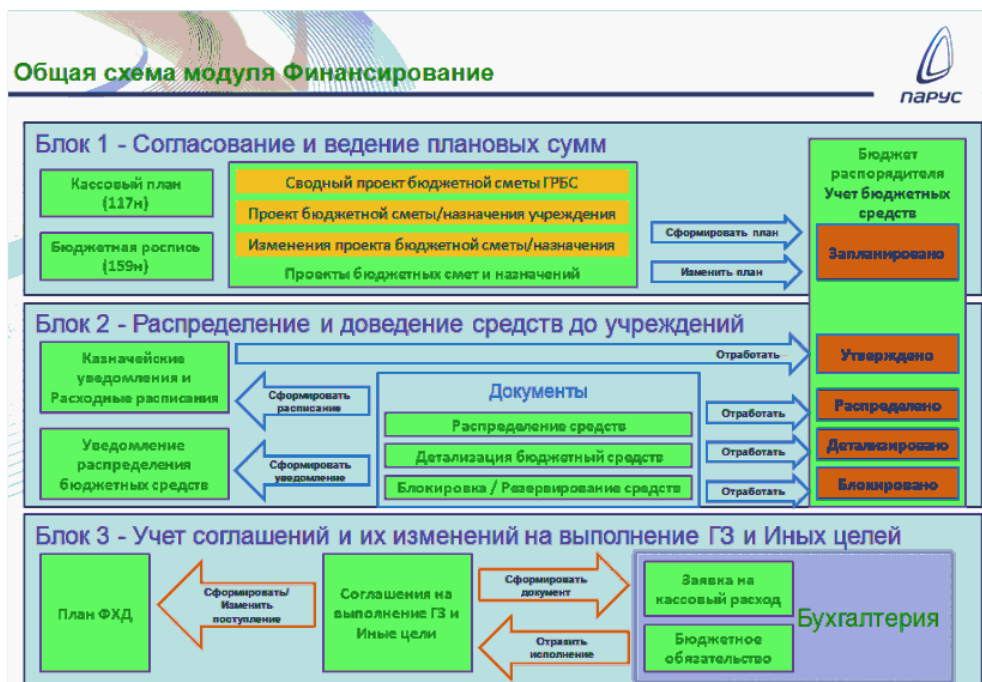 Общая схема модуля Финансирование
ПАРУС
Блок 1 - Согласование и ведение плановых сумм
Кассовый план
(117н)
Бюджетная роспись
(159н)
Сводный проект бюджетной сметы ГРБС
Проект бюджетной сметы/назначения учреждения
Изменения проекта бюджетной сметы/назначения
Проекты бюджетных смет и назначений
Сформировать план
Изменить план
Бюджет
распорядителя
Учет бюджетных
средств
Запланировано
Блок 2 - Распределение и доведение средств до учреждений
Казначейские
уведомления и
Расходные расписания
Уведомление
распределения
бюджетных средств
Сформировать
расписание
Сформировать
уведомление
Документы
Распределение средств
Детализация бюджетный средств
Блокировка / Резервирование средств
Отработать
Отработать
Отработать
Отработать
Утверждено
Распределено
Детализировано
Блокировано
Блок 3 - Учет соглашений и их изменений на выполнение ГЗ и Иных целей
План ФХД
Сформировать/
Изменить
поступление
Соглашения на
выполнение ГЗ и
Иные цели
Сформировать
документ
Отразить
исполнение
Заявка на
кассовый расход
Бюджетное
обязательство
Бухгалтерия